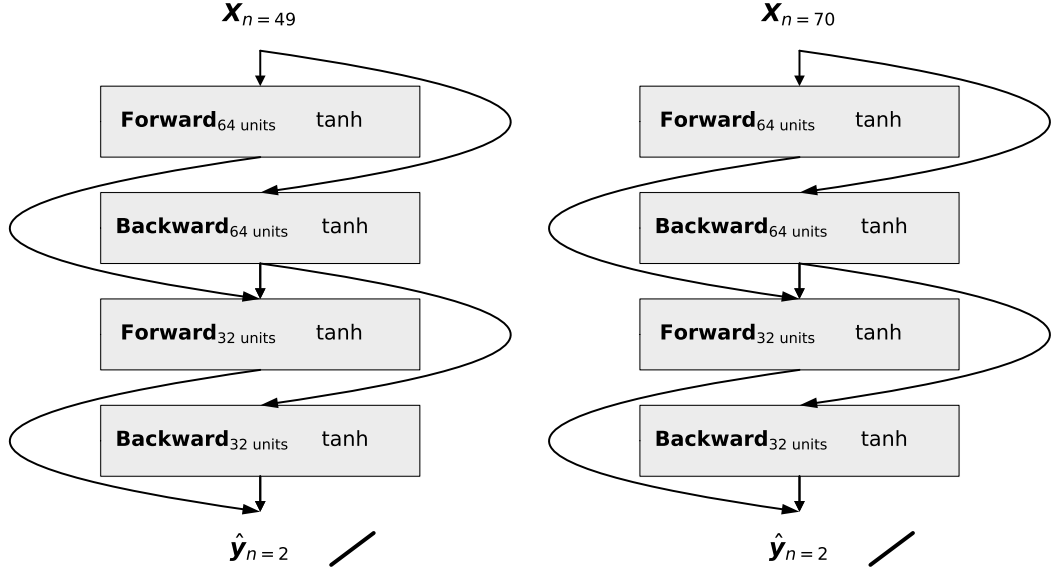 X n = 49
Forward 64 units tanh
Backward 64 units tanh
Forward 32 units tanh
Backward 32 units tanh
ŷ n = 2
X n = 70
Forward 64 units tanh
Backward 64 units tanh
Forward 32 units tanh
Backward 32 units tanh
ŷ n = 2